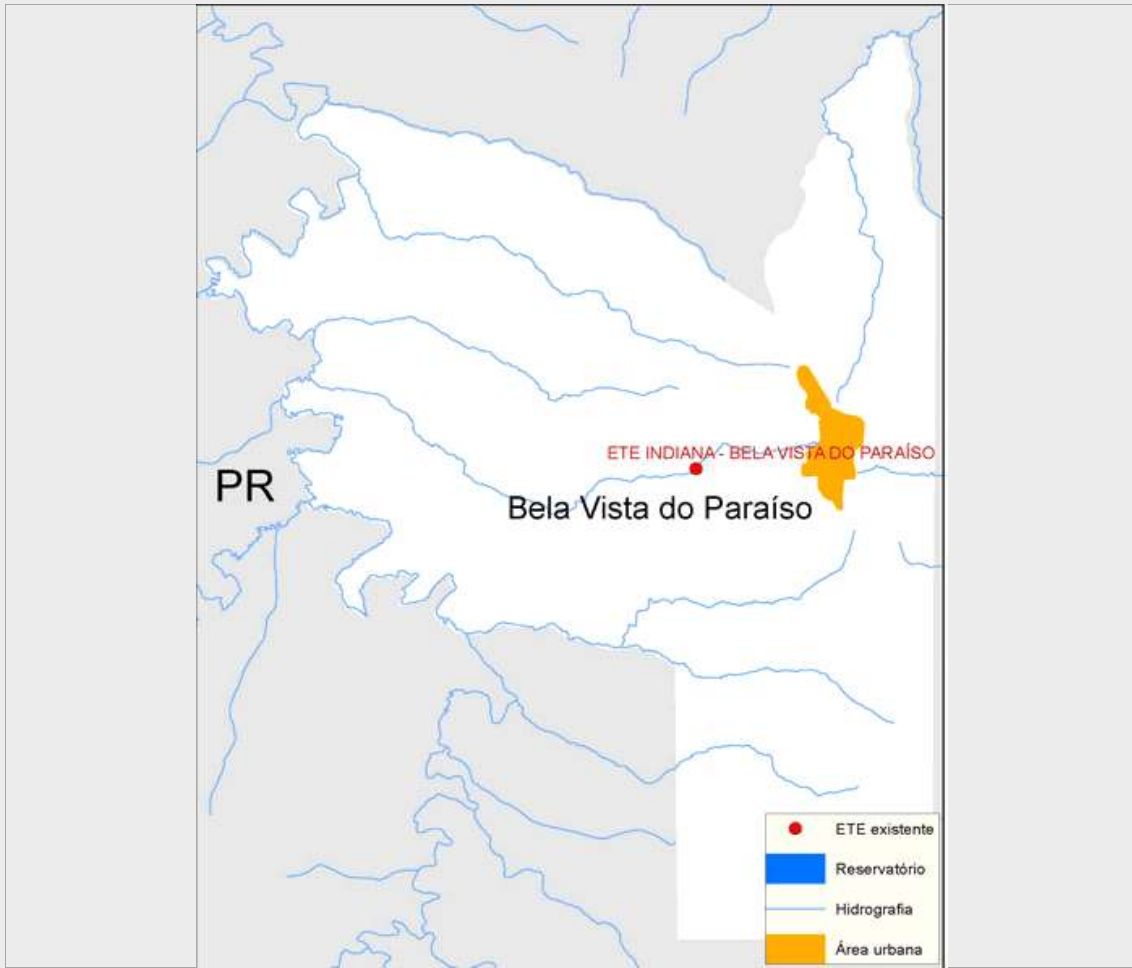 ETE INDIANA - BELA VISTA DO PARAÍSO
PR
Bela Vista do Paraíso
ETE existente
Reservatório
Hidrografia
Área urbana